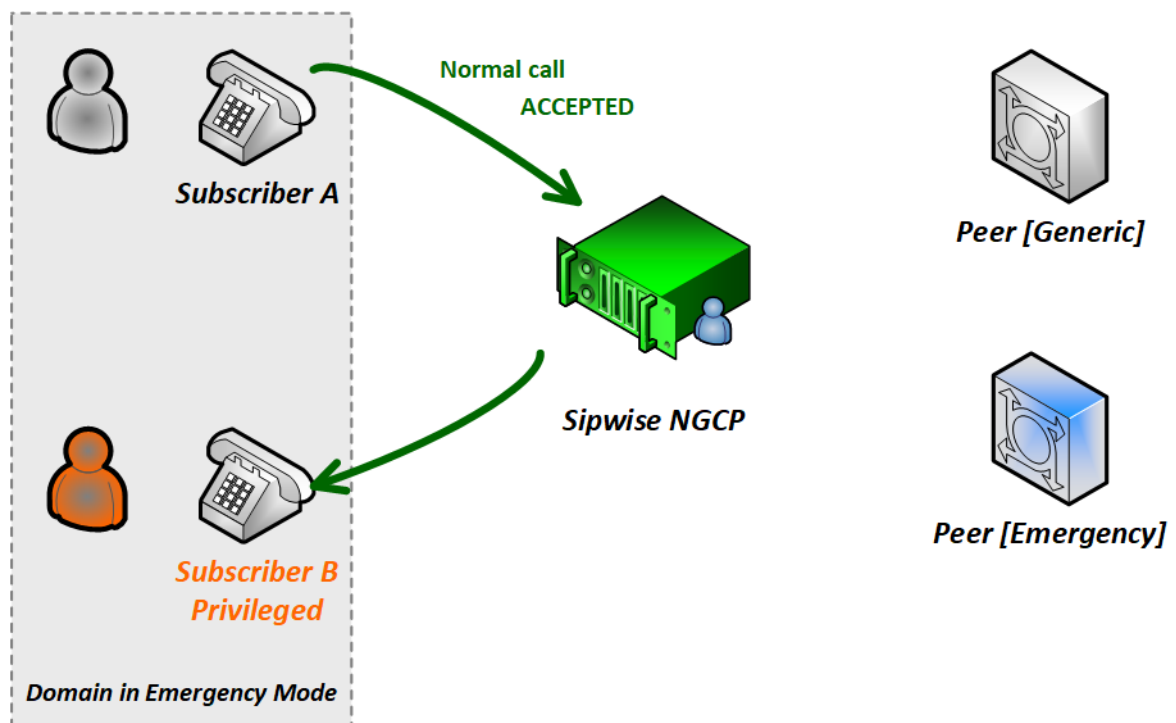 Normal call
ACCEPTED
Subscriber A
Peer [Generic]
Sipwise NGCP
Peer [Emergency]
Subscriber B
Privileged
Domain in Emergency Mode